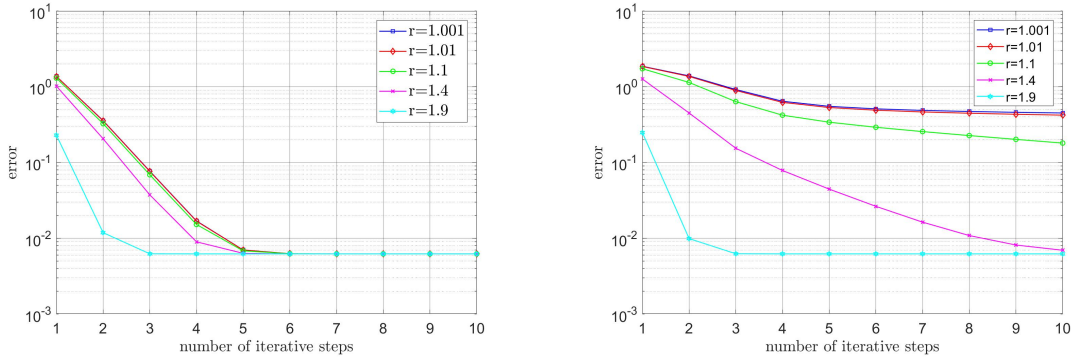 10^1
10^0
10^-1
10^-2
10^-3
error
1 2 3 4 5 6 7 8 9 10
number of iterative steps
r=1.001
r=1.01
r=1.1
r=1.4
r=1.9
10^1
10^0
10^-1
10^-2
10^-3
error
1 2 3 4 5 6 7 8 9 10
number of iterative steps
r=1.001
r=1.01
r=1.1
r=1.4
r=1.9